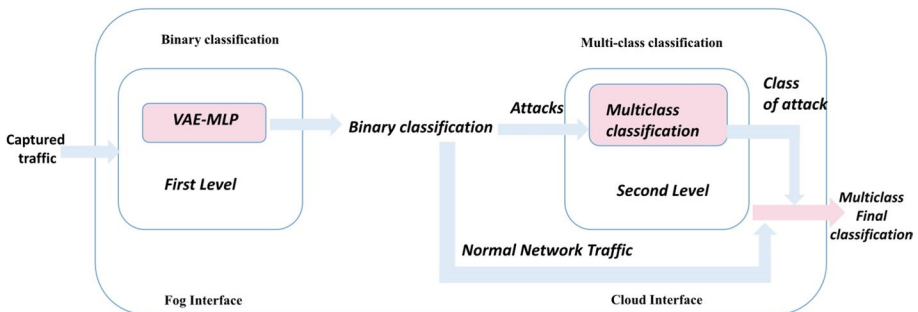 Binary classification
Multi-class classification
VAE-MLP
Class
of attack
Attacks
Multiclass
classification
Binary classification
Captured
traffic
First Level
Second Level
Multiclass
Final
classification
Normal Network Traffic
Fog Interface
Cloud Interface